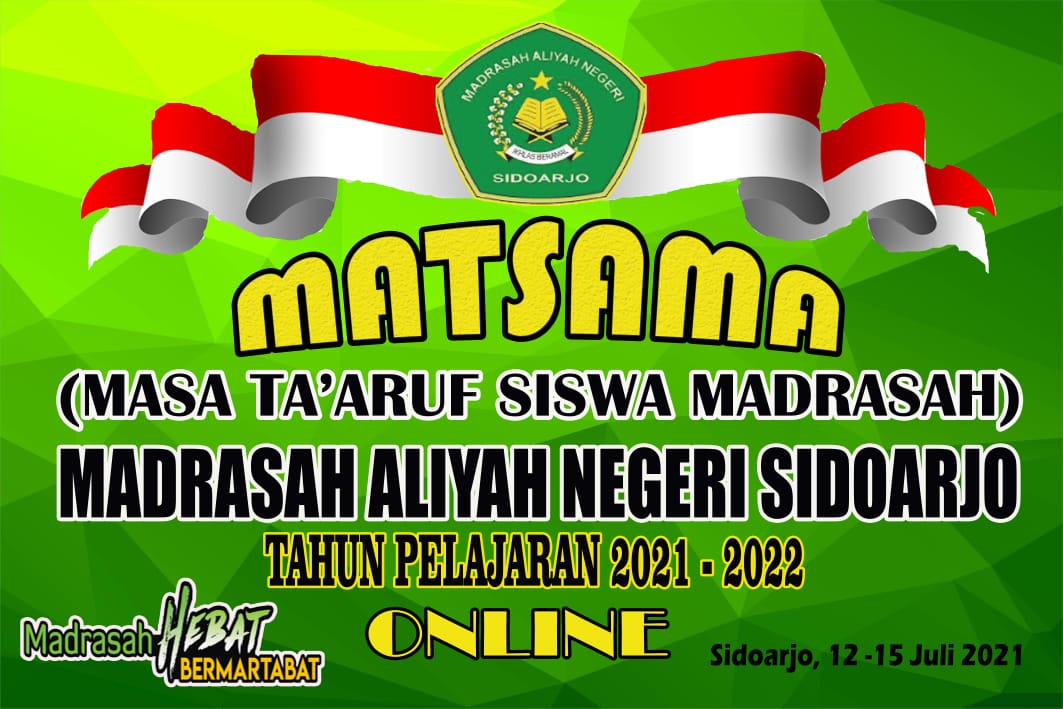 MADRASAH ALIYAH NEGERI
IKHLAS BERAMAL
SIDOARJO
MATSAMA
(MASA TA’ARUF SISWA MADRASAH)
MADRASAH ALIYAH NEGERI SIDOARJO
TAHUN PELAJARAN 2021 - 2022
ONLINE
Madrasah HEBAT
BERMARTABAT
Sidoarjo, 12 -15 Juli 2021